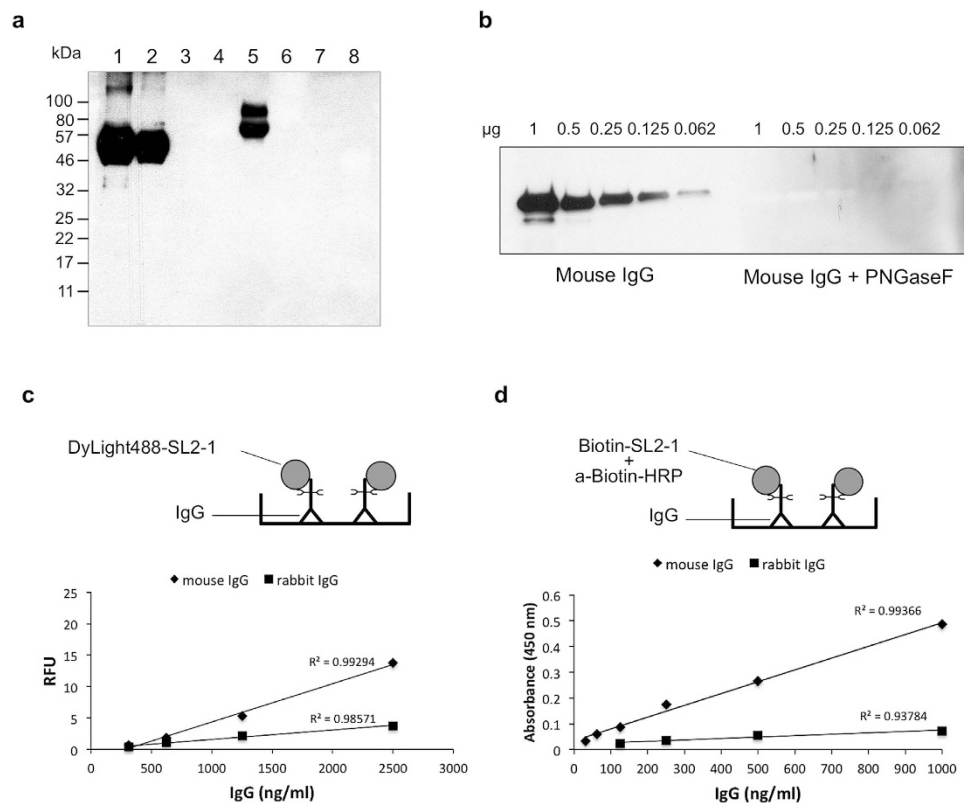 a
kDa 1 2 3 4 5 6 7 8
100
80
57
46
32
25
22
17
11
b
µg 1 0.5 0.25 0.125 0.062 1 0.5 0.25 0.125 0.062
Mouse IgG Mouse IgG + PNGaseF
c
DyLight488-SL2-1
IgG
mouse IgG rabbit IgG
25
20
15
10
5
0
RFU
R² = 0.99294
R² = 0.98571
0 500 1000 1500 2000 2500 3000
IgG (ng/ml)
d
Biotin-SL2-1
+
a-Biotin-HRP
IgG
mouse IgG rabbit IgG
0.6
0.5
0.4
0.3
0.2
0.1
0
Absorbance (450 nm)
R² = 0.99366
R² = 0.93784
0 100 200 300 400 500 600 700 800 900 1000
IgG (ng/ml)